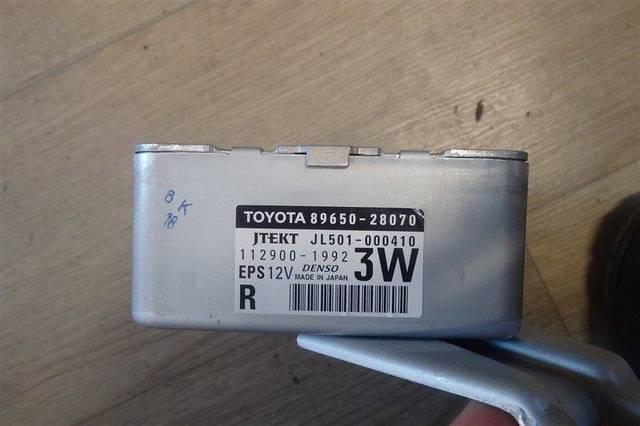 8 K
18
TOYOTA 89650-28070
JTEKT JL501-000410
112900-1992 3W
EPS 12V DENSO
MADE IN JAPAN
R